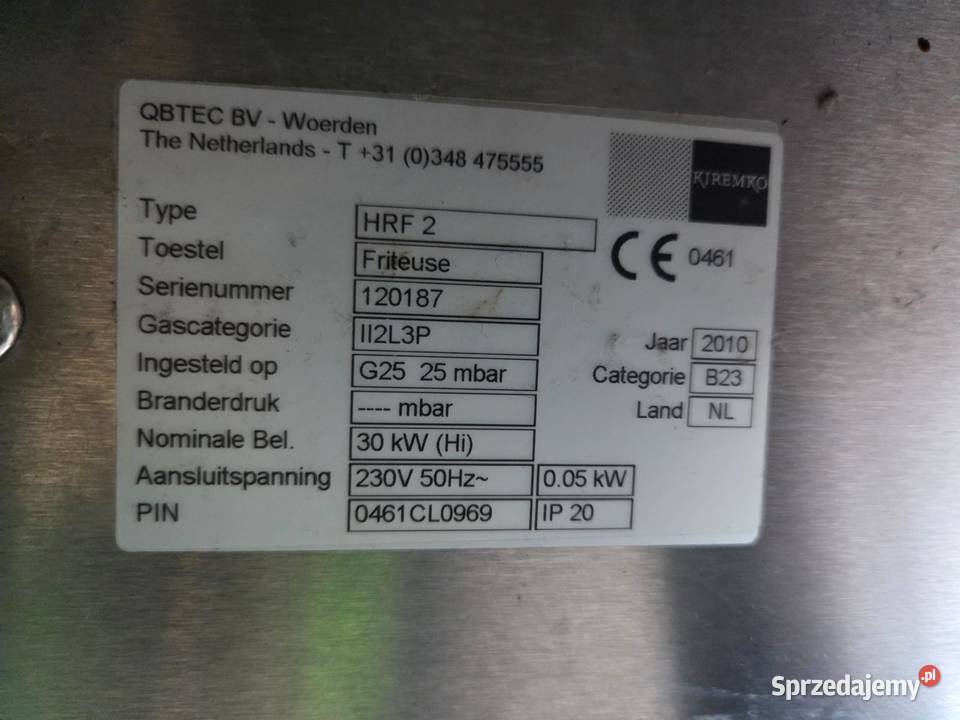 QBTEC BV - Woerden
The Netherlands - T +31 (0)348 475555
KIREMKO
Type HRF 2
CE 0461
Toestel Friteuse
Serienummer 120187
Gascategorie II2L3P
Jaar 2010
Ingesteld op G25 25 mbar
Categorie B23
Branderdruk ---- mbar
Land NL
Nominale Bel. 30 kW (Hi)
Aansluitspanning 230V 50Hz~ 0.05 kW
PIN 0461CL0969 IP 20
Sprzedajemy.pl